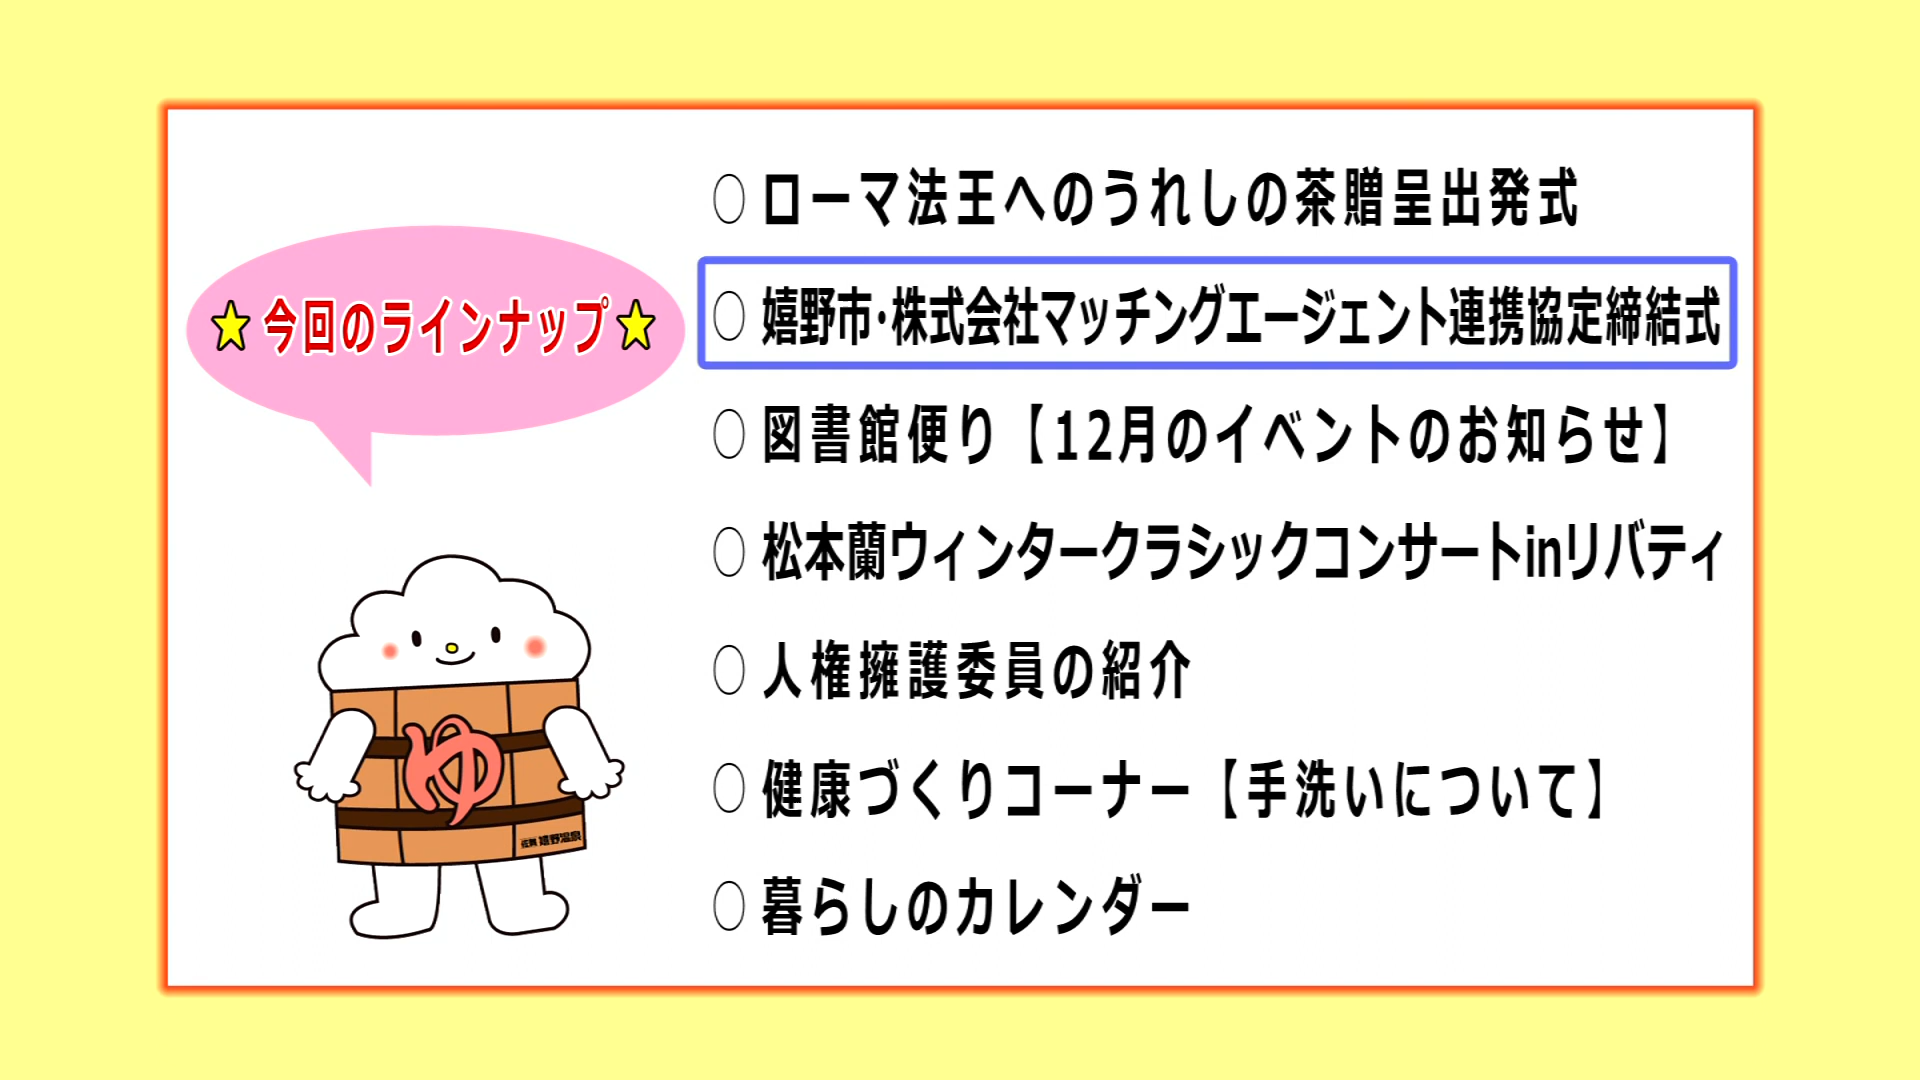 ★今回のラインナップ★
○ ローマ法王へのうれしの茶贈呈出発式
○ 嬉野市・株式会社マッチングエージェント連携協定締結式
○ 図書館便り【12月のイベントのお知らせ】
○ 松本蘭ウィンタークラシックコンサートinリバティ
○ 人権擁護委員の紹介
○ 健康づくりコーナー【手洗いについて】
○ 暮らしのカレンダー
ゆ
佐賀 嬉野温泉